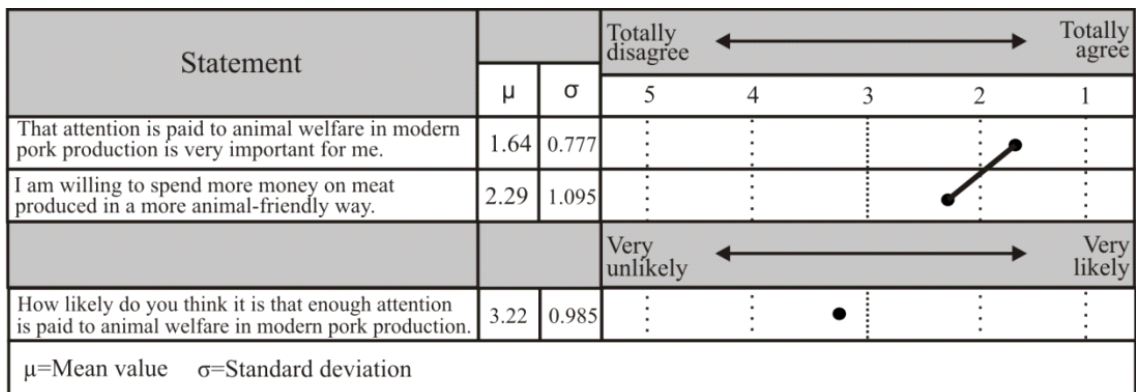 Statement
μ
σ
Totally disagree
Totally agree
5 4 3 2 1
That attention is paid to animal welfare in modern
pork production is very important for me.
1.64 0.777
I am willing to spend more money on meat
produced in a more animal-friendly way.
2.29 1.095
Very unlikely
Very likely
How likely do you think it is that enough attention
is paid to animal welfare in modern pork production.
3.22 0.985
μ=Mean value σ=Standard deviation